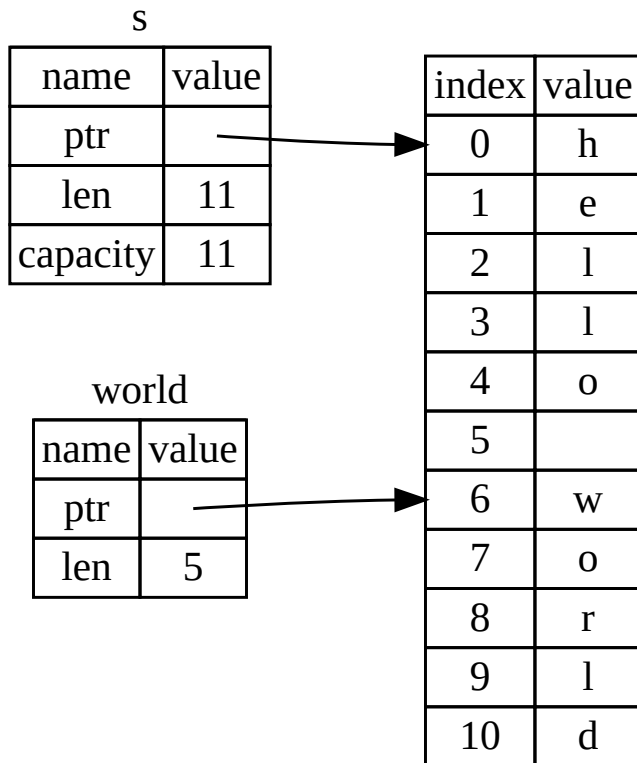 s
name value
ptr
len 11
capacity 11
world
name value
ptr
len 5
index value
0 h
1 e
2 l
3 l
4 o
5
6 w
7 o
8 r
9 l
10 d